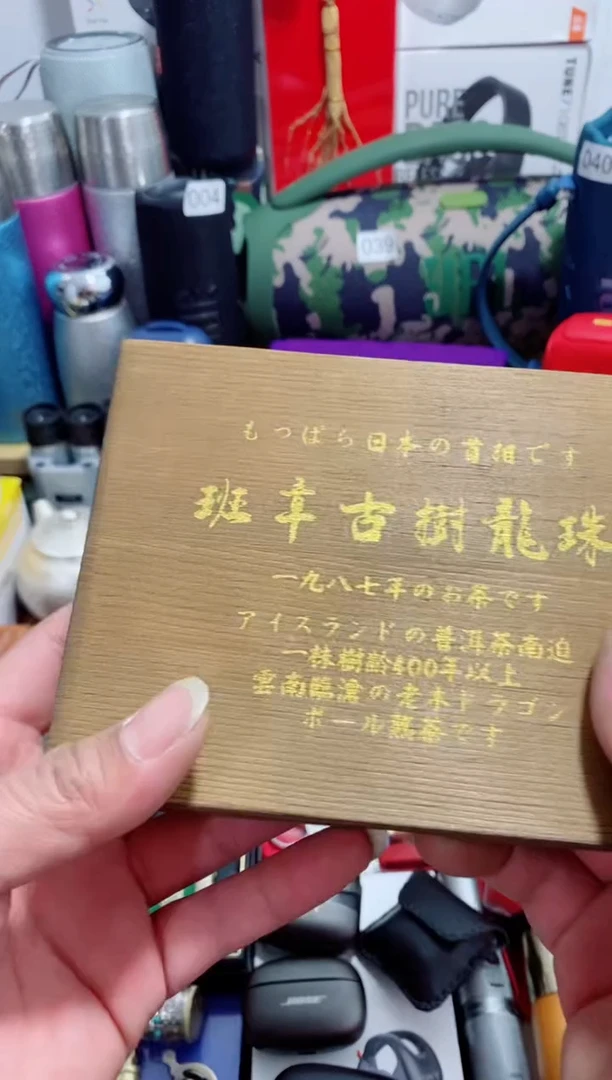 PURE
TUNE
004
039
040
JBL
もっぱら日本の首相です
班章古樹龍珠
一九八七年のお茶です
アイスランドの普洱茶南迫
一株樹齢400年以上
雲南臨滄の老木ドラゴン
ボール熟茶です
BOSE